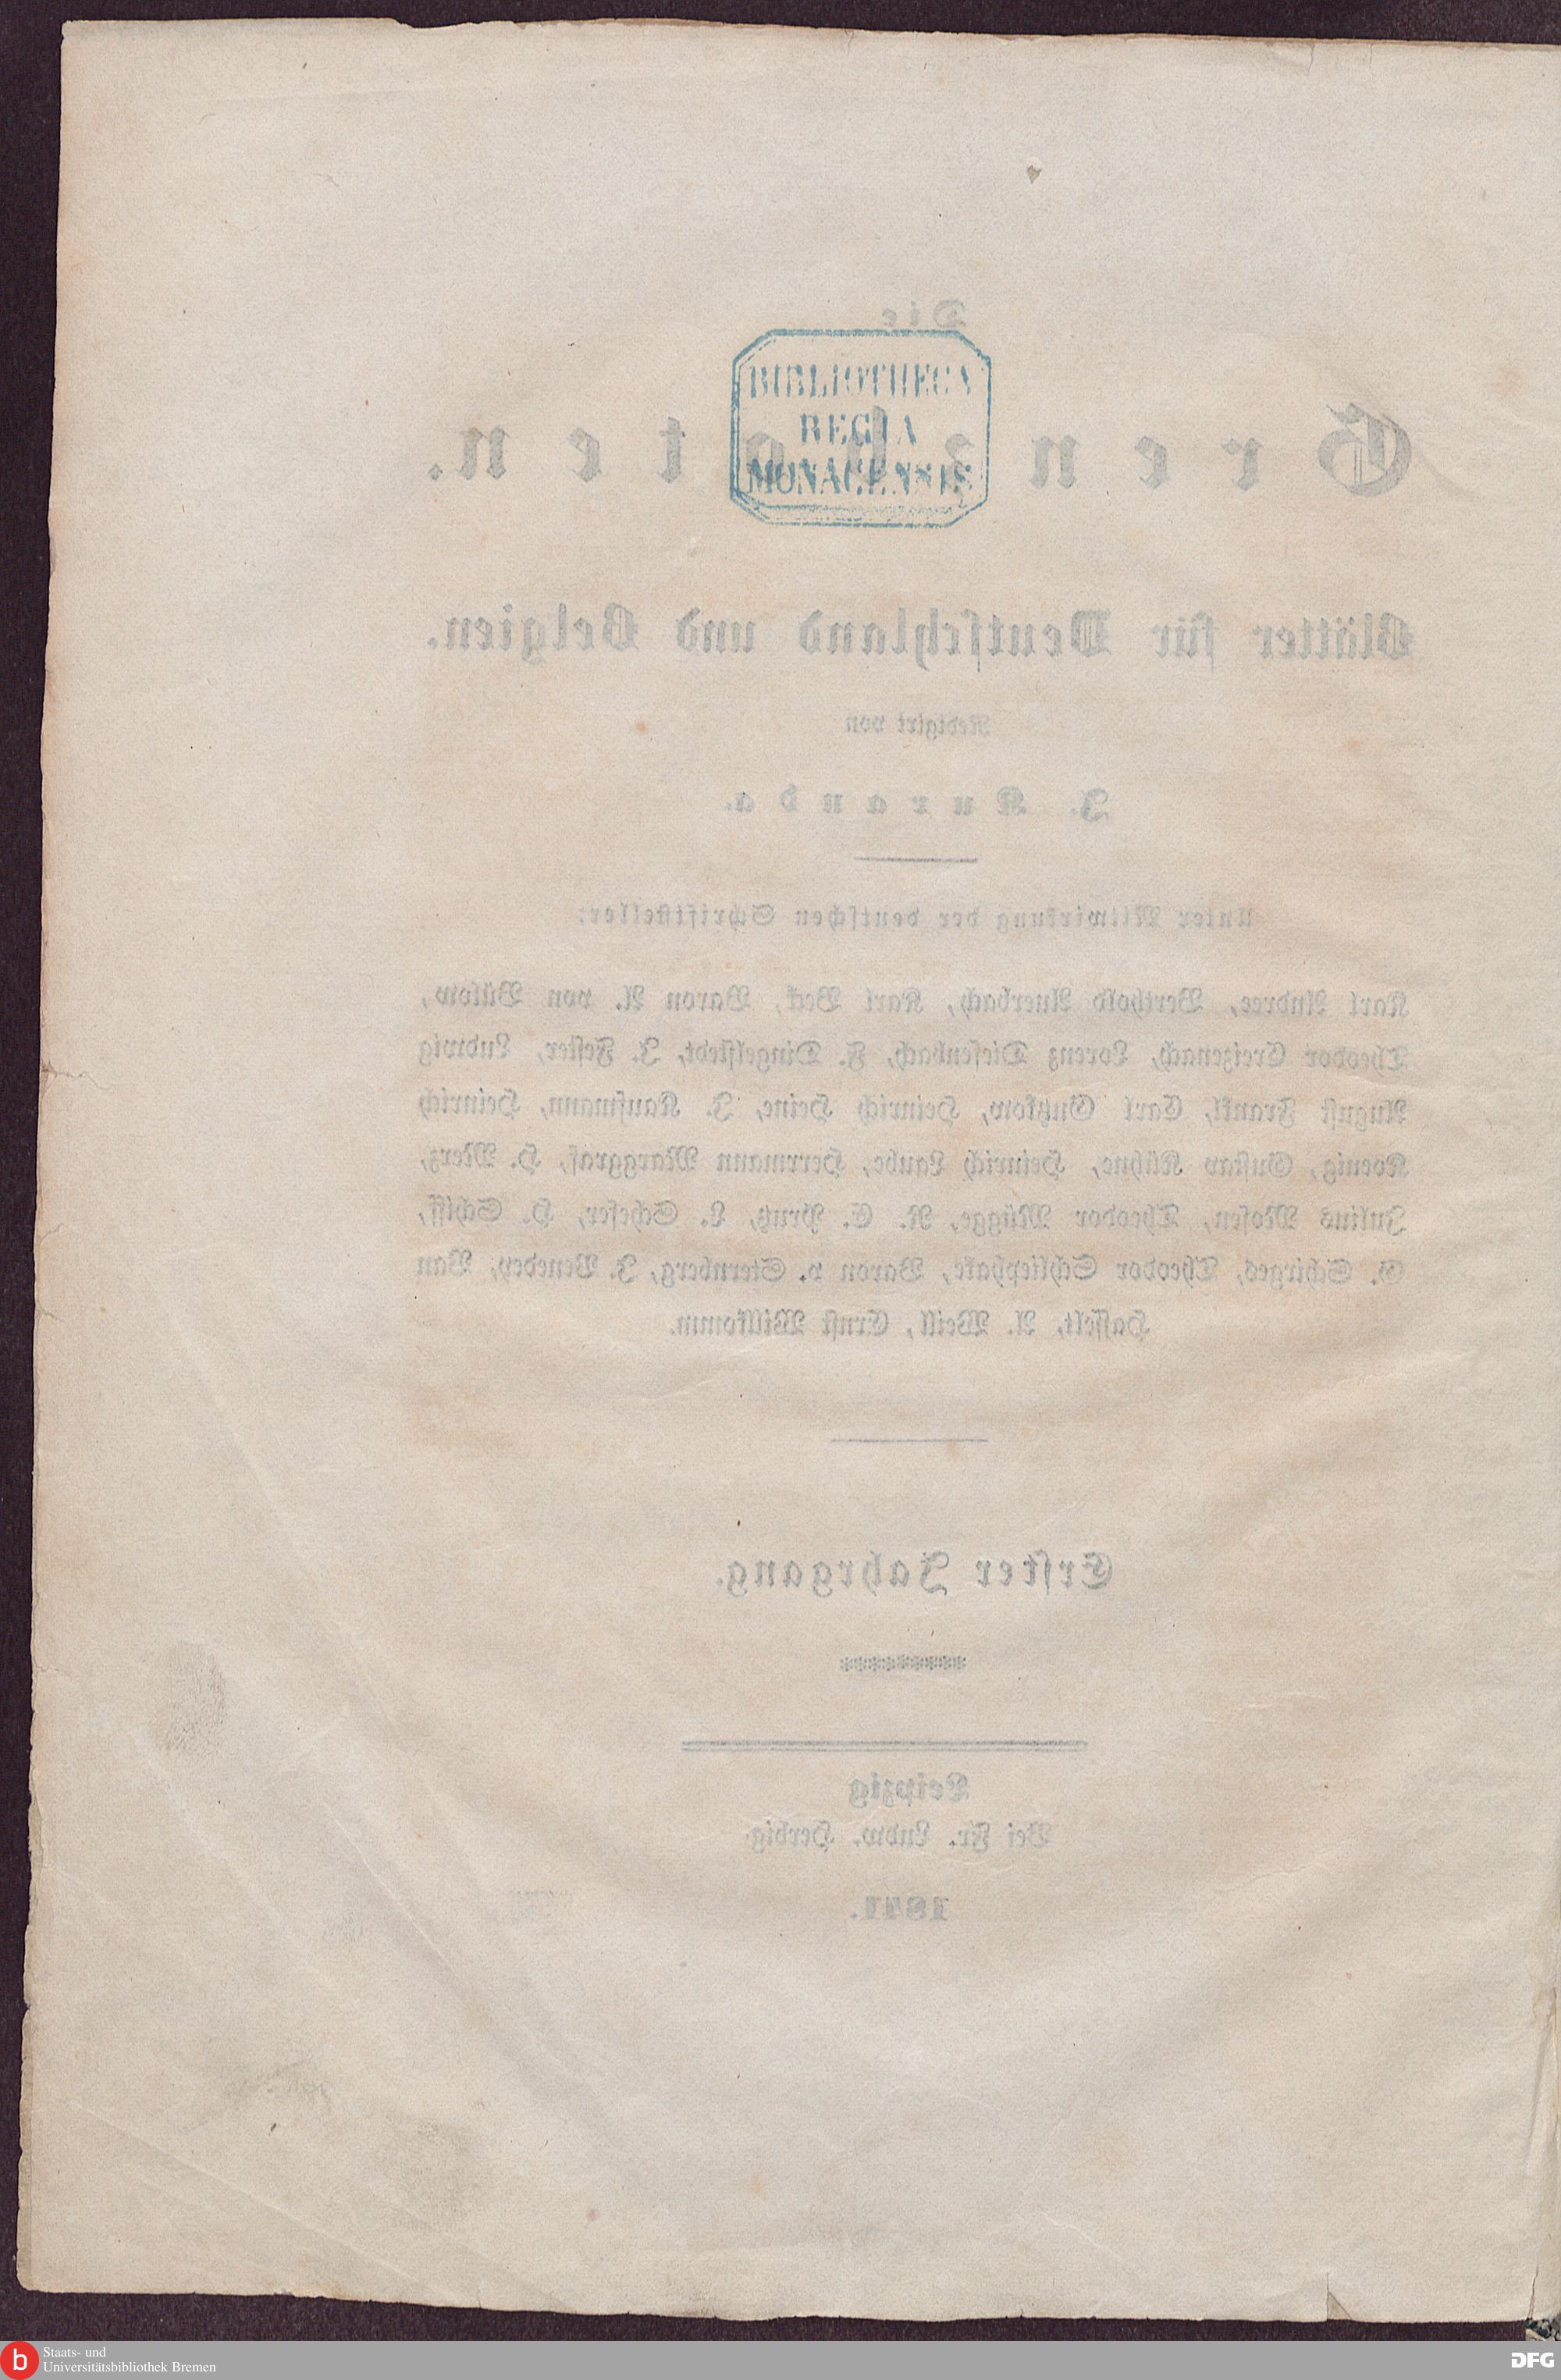 Die
BIBLIOTHECA
REGIA
MONACENSIS
Grenzboten.
Blätter für Deutschland und Belgien.
Redigirt von
J. Kuranda.
Unter Mitwirkung der deutschen Schriftsteller:
Karl Andree, Berthold Auerbach, Karl Beck, Baron A. von Bülow,
Theodor Creizenach, Lorenz Diefenbach, F. Dingelstedt, J. Fester, Ludwig
August Frankl, Carl Gutzkow, Heinrich Heine, J. Kaufmann, Heinrich
Koenig, Gustav Kühne, Heinrich Laube, Herrmann Marggraf, H. Merz,
Julius Mosen, Theodor Mügge, R. E. Prutz, L. Schefer, H. Schiff,
G. Schirges, Theodor Schliephake, Baron v. Sternberg, J. Venedey, Van
Hasselt, A. Weill, Ernst Willkomm.
Erster Jahrgang.
Leipzig
Bei Fr. Ludw. Herbig
1841.
Staats- und
Universitätsbibliothek Bremen
DFG